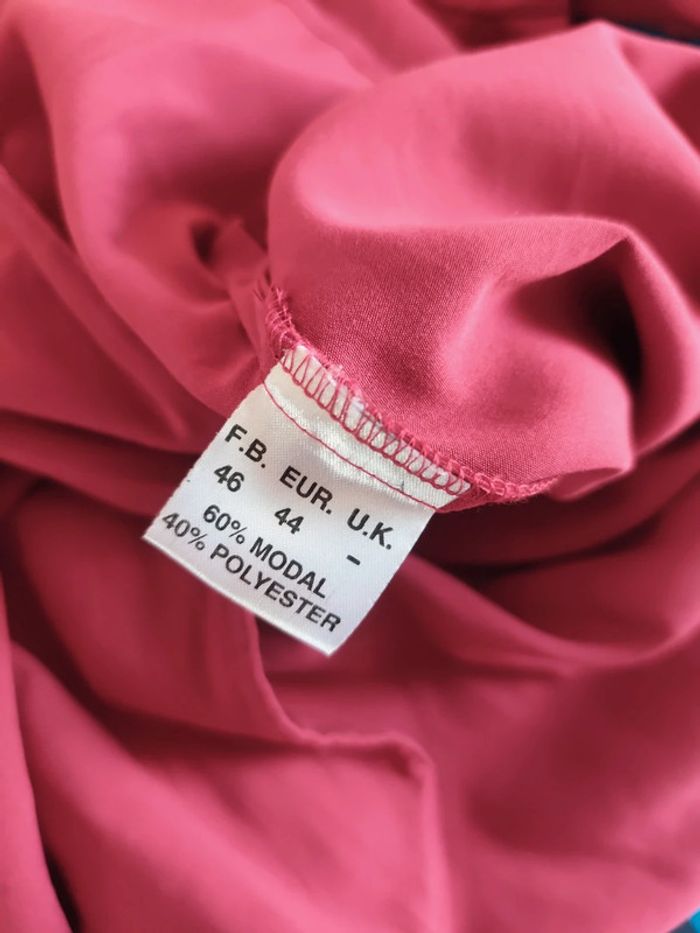 F.B. EUR. U.K.
46 44 -
60% MODAL
40% POLYESTER